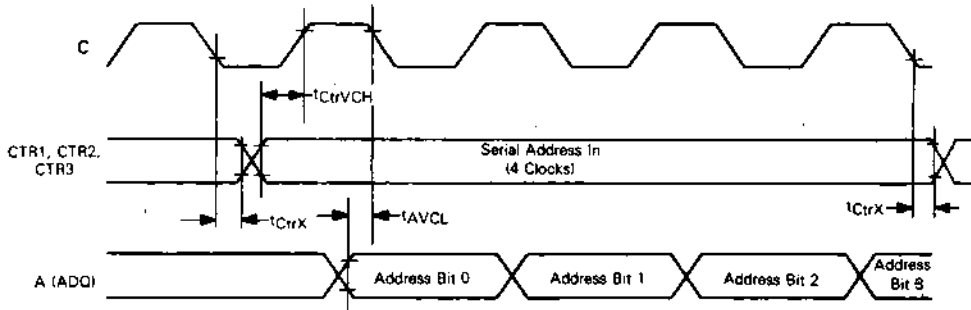 C
tCtrVCH
CTR1, CTR2,
CTR3
Serial Address In
(4 Clocks)
tCtrX
tAVCL
tCtrX
A (ADQ)
Address Bit 0
Address Bit 1
Address Bit 2
Address
Bit 8